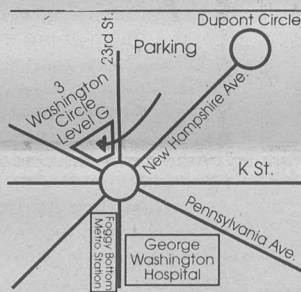 Dupont Circle
23rd St.
Parking
3
Washington
Circle
Level G
New Hampshire Ave.
K St.
Pennsylvania Ave.
Foggy Bottom
Metro Station
George
Washington
Hospital